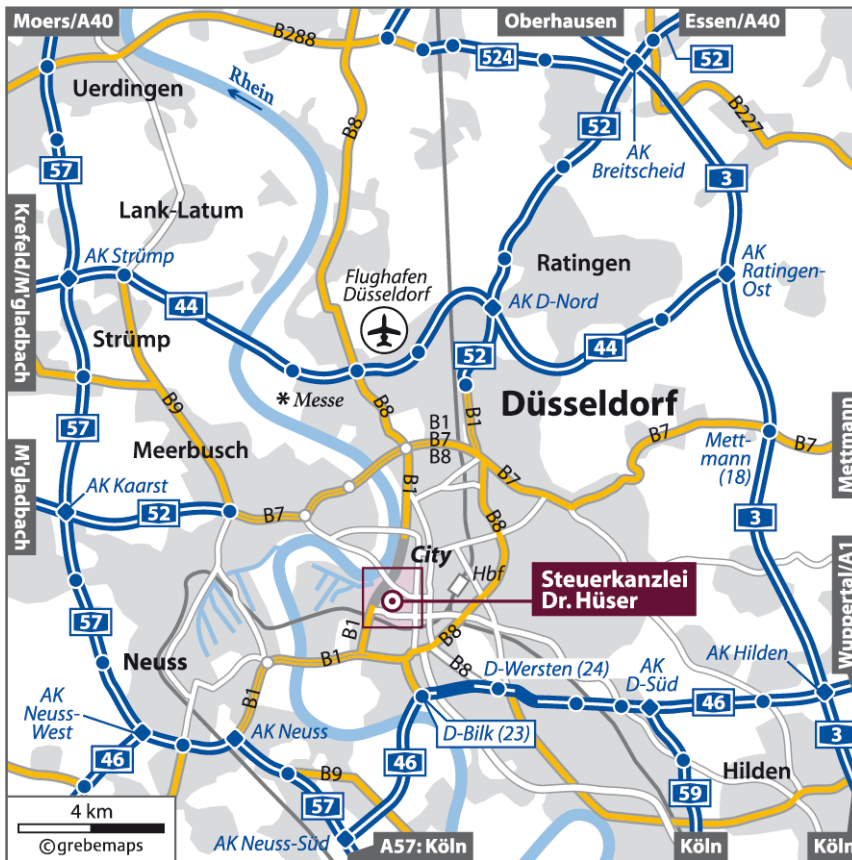 Moers/A40
Oberhausen
Essen/A40
B288
524
52
Uerdingen
Rhein
B8
52
B227
AK
Breitscheid
57
3
Krefeld/M'gladbach
Lank-Latum
AK Strümp
Flughafen
Düsseldorf
Ratingen
AK
Ratingen-
Ost
44
AK D-Nord
Strümp
52
44
* Messe
B1
Düsseldorf
B9
B8
57
B1
B7
B8
B7
Mettmann
Meerbusch
B7
Mett-
mann
(18)
B7
M'gladbach
AK Kaarst
B1
52
B7
B8
3
City
Hbf
Steuerkanzlei
Dr. Hüser
Wuppertal/A1
57
B1
Neuss
B1
B8
B8
D-Wersten (24)
AK
D-Süd
AK Hilden
B1
AK
Neuss-
West
AK Neuss
D-Bilk (23)
46
46
46
3
B9
Hilden
57
59
4 km
©grebemaps
AK Neuss-Süd
A57: Köln
Köln
Köln